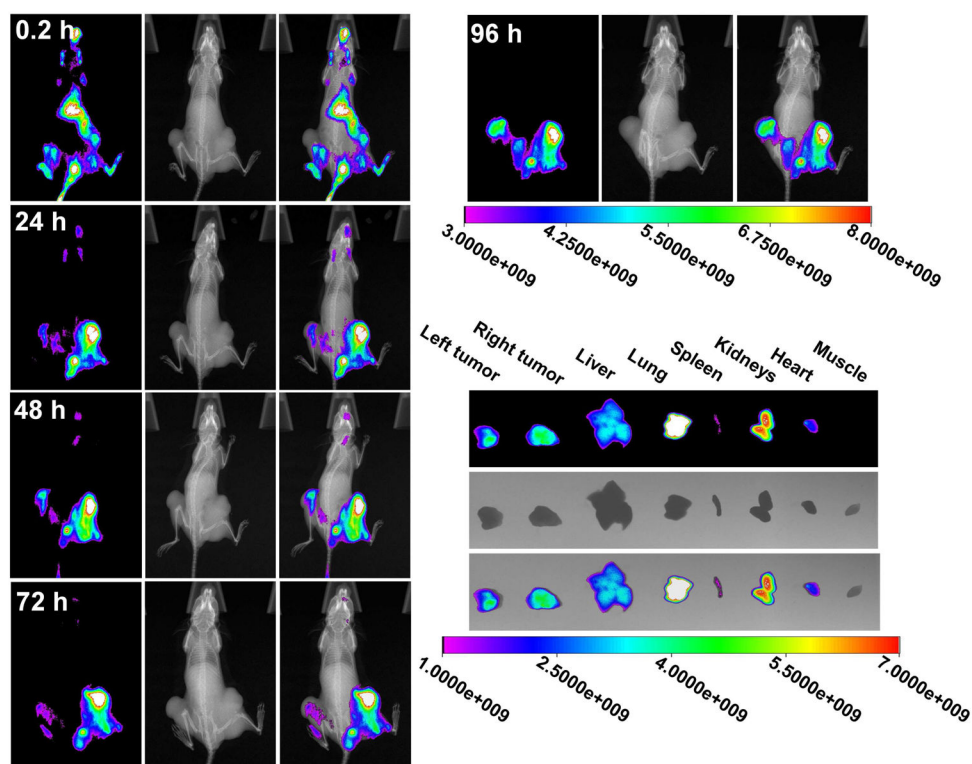 0.2 h
24 h
48 h
72 h
96 h
3.0000e+009
4.2500e+009
5.5000e+009
6.7500e+009
8.0000e+009
Left tumor
Right tumor
Liver
Lung
Spleen
Kidneys
Heart
Muscle
1.0000e+009
2.5000e+009
4.0000e+009
5.5000e+009
7.0000e+009